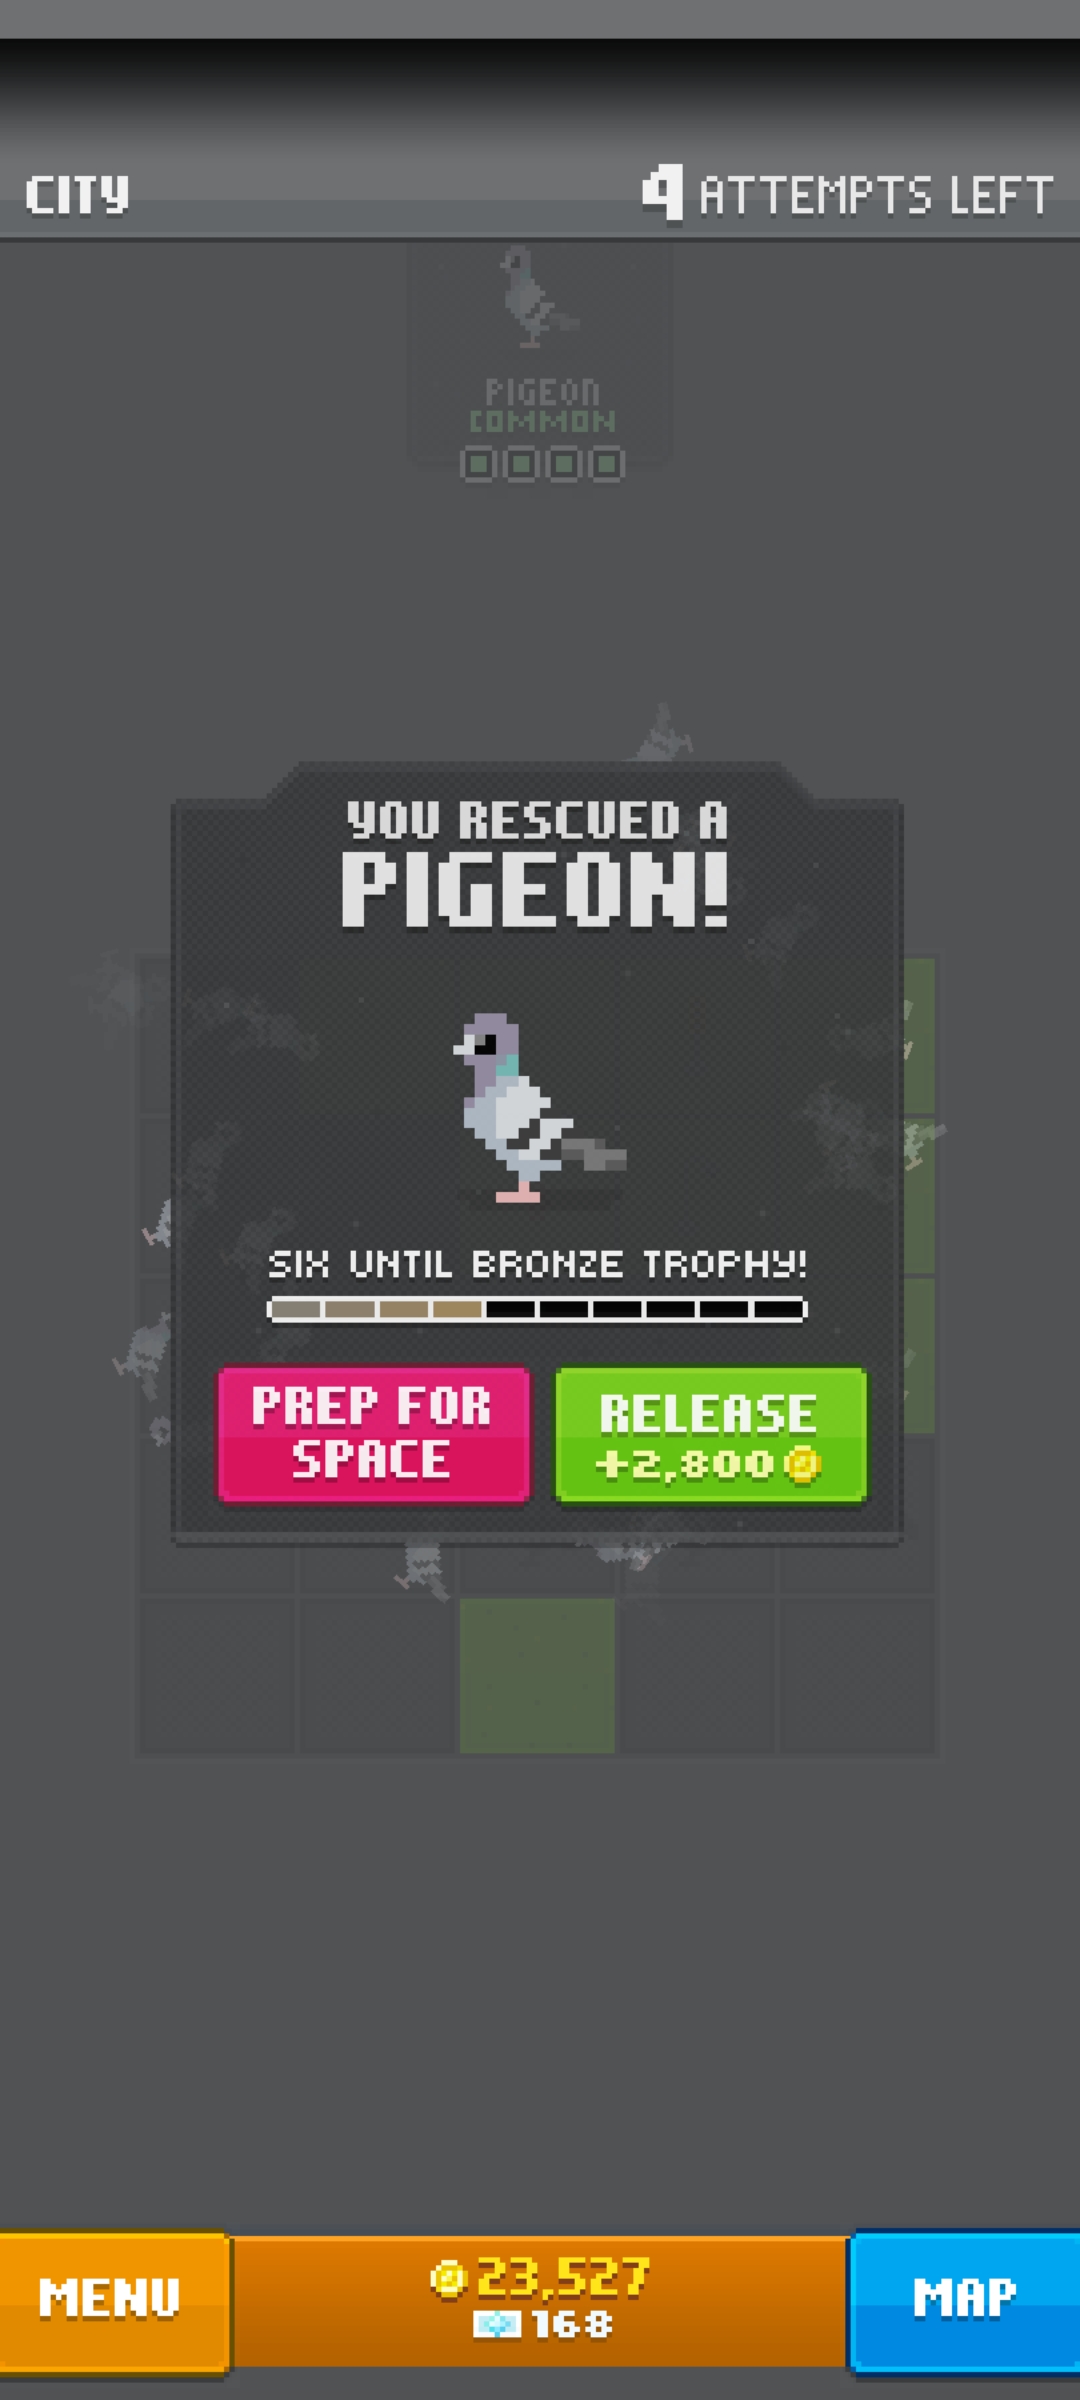 CITY
9 ATTEMPTS LEFT
PIGEON
COMMON
YOU RESCUED A
PIGEON!
SIX UNTIL BRONZE TROPHY!
PREP FOR
SPACE
RELEASE
+2,800
MENU
23,527
168
MAP